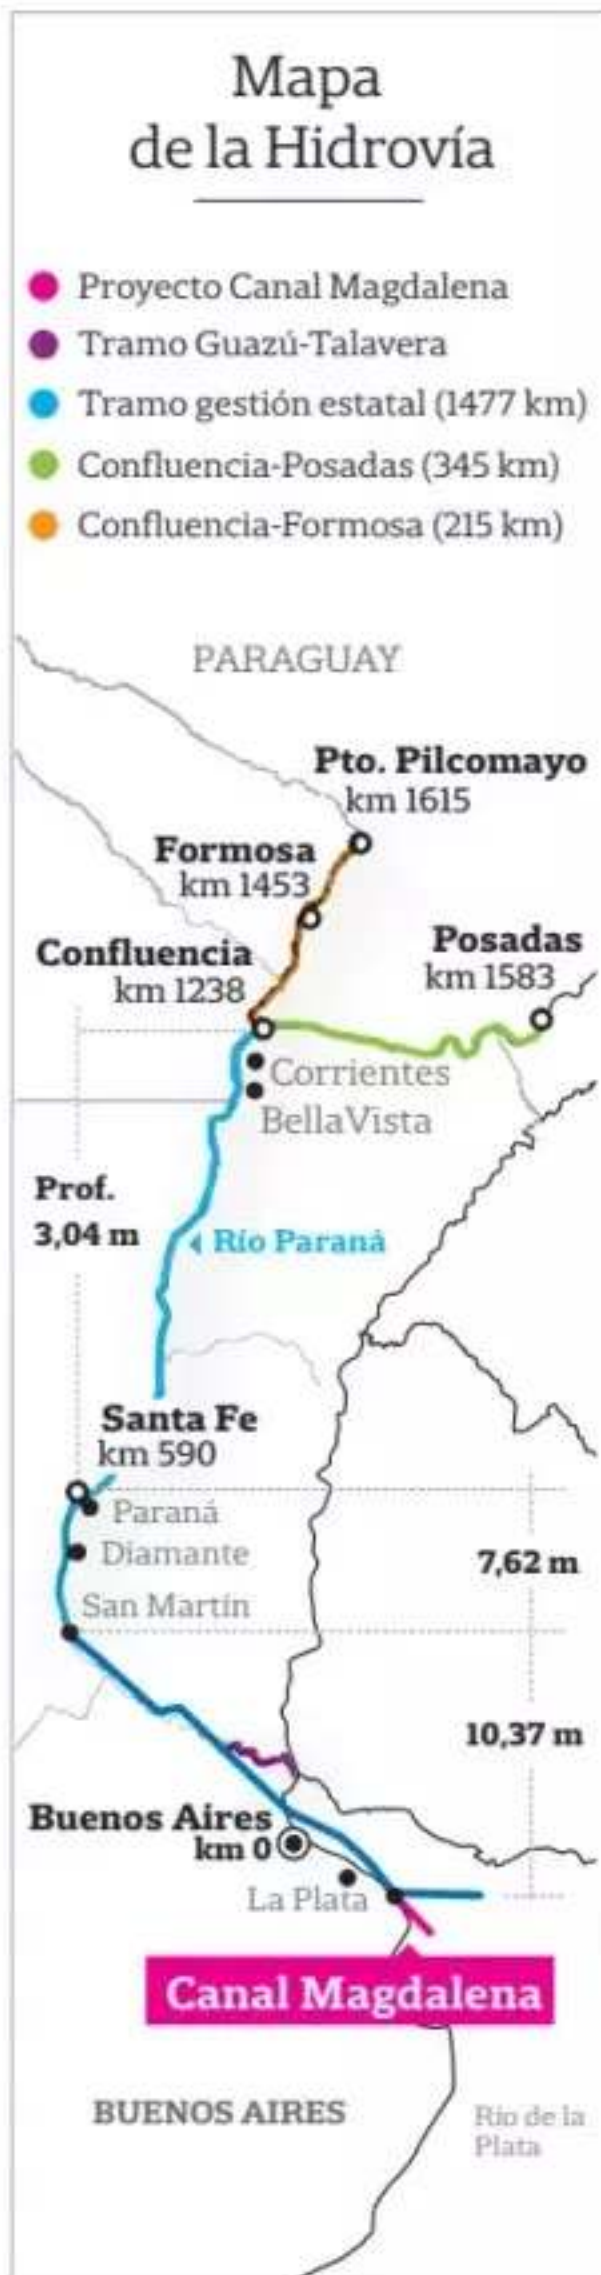 Mapa
de la Hidrovía
Proyecto Canal Magdalena
Tramo Guazú-Talavera
Tramo gestión estatal (1477 km)
Confluencia-Posadas (345 km)
Confluencia-Formosa (215 km)
PARAGUAY
Pto. Pilcomayo
km 1615
Formosa
km 1453
Confluencia
km 1238
Posadas
km 1583
Corrientes
BellaVista
Prof.
3,04 m
Río Paraná
Santa Fe
km 590
Paraná
Diamante
7,62 m
San Martín
10,37 m
Buenos Aires
km 0
La Plata
Canal Magdalena
BUENOS AIRES
Río de la
Plata